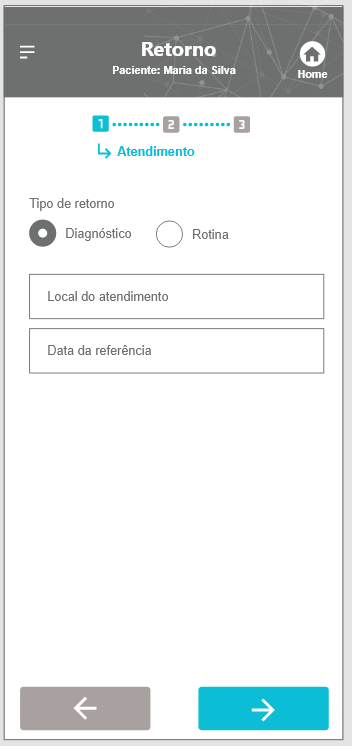 Retorno
Paciente: Maria da Silva
Home
1 2 3
Atendimento
Tipo de retorno
Diagnóstico Rotina
Local do atendimento
Data da referência